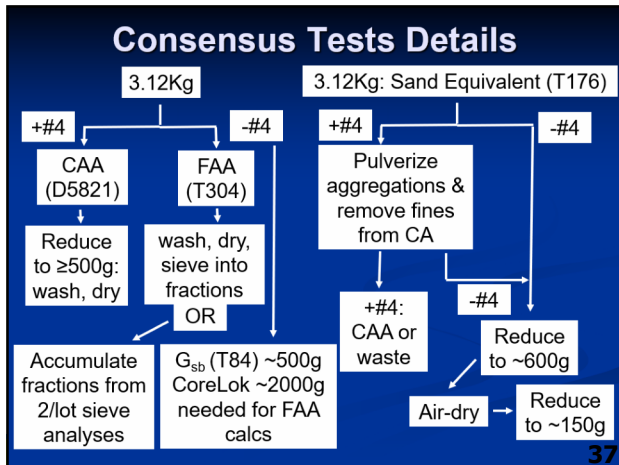 Consensus Tests Details
3.12Kg
+#4
-#4
CAA
(D5821)
FAA
(T304)
Reduce
to ≥500g:
wash, dry
wash, dry,
sieve into
fractions
OR
Accumulate
fractions from
2/lot sieve
analyses
Gsb (T84) ~500g
CoreLok ~2000g
needed for FAA
calcs
3.12Kg: Sand Equivalent (T176)
+#4
-#4
Pulverize
aggregations &
remove fines
from CA
-#4
+#4:
CAA or
waste
Reduce
to ~600g
Air-dry
Reduce
to ~150g
37